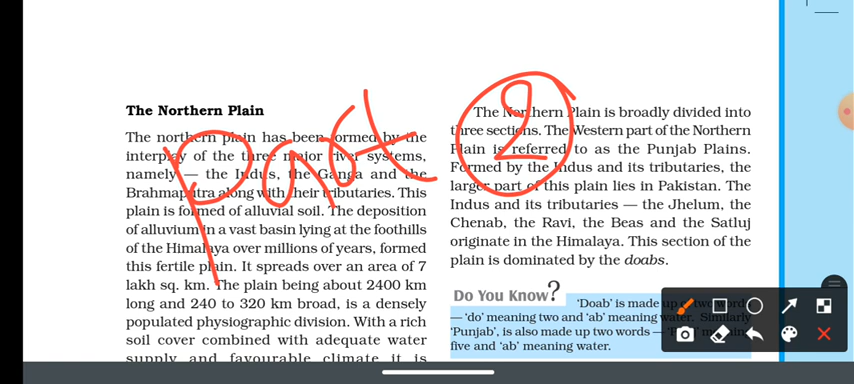 The Northern Plain
The northern plain has been formed by the
interplay of the three major river systems,
namely — the Indus, the Ganga and the
Brahmaputra along with their tributaries. This
plain is formed of alluvial soil. The deposition
of alluvium in a vast basin lying at the foothills
of the Himalaya over millions of years, formed
this fertile plain. It spreads over an area of 7
lakh sq. km. The plain being about 2400 km
long and 240 to 320 km broad, is a densely
populated physiographic division. With a rich
soil cover combined with adequate water
supply and favourable climate it is
The Northern Plain is broadly divided into
three sections. The Western part of the Northern
Plain is referred to as the Punjab Plains.
Formed by the Indus and its tributaries, the
larger part of this plain lies in Pakistan. The
Indus and its tributaries — the Jhelum, the
Chenab, the Ravi, the Beas and the Satluj
originate in the Himalaya. This section of the
plain is dominated by the doabs.
Do You Know?
‘Doab’ is made up of two words
— ‘do’ meaning two and ‘ab’ meaning water. Similarly
‘Punjab’, is also made up two words —
five and ‘ab’ meaning water.
Part 2